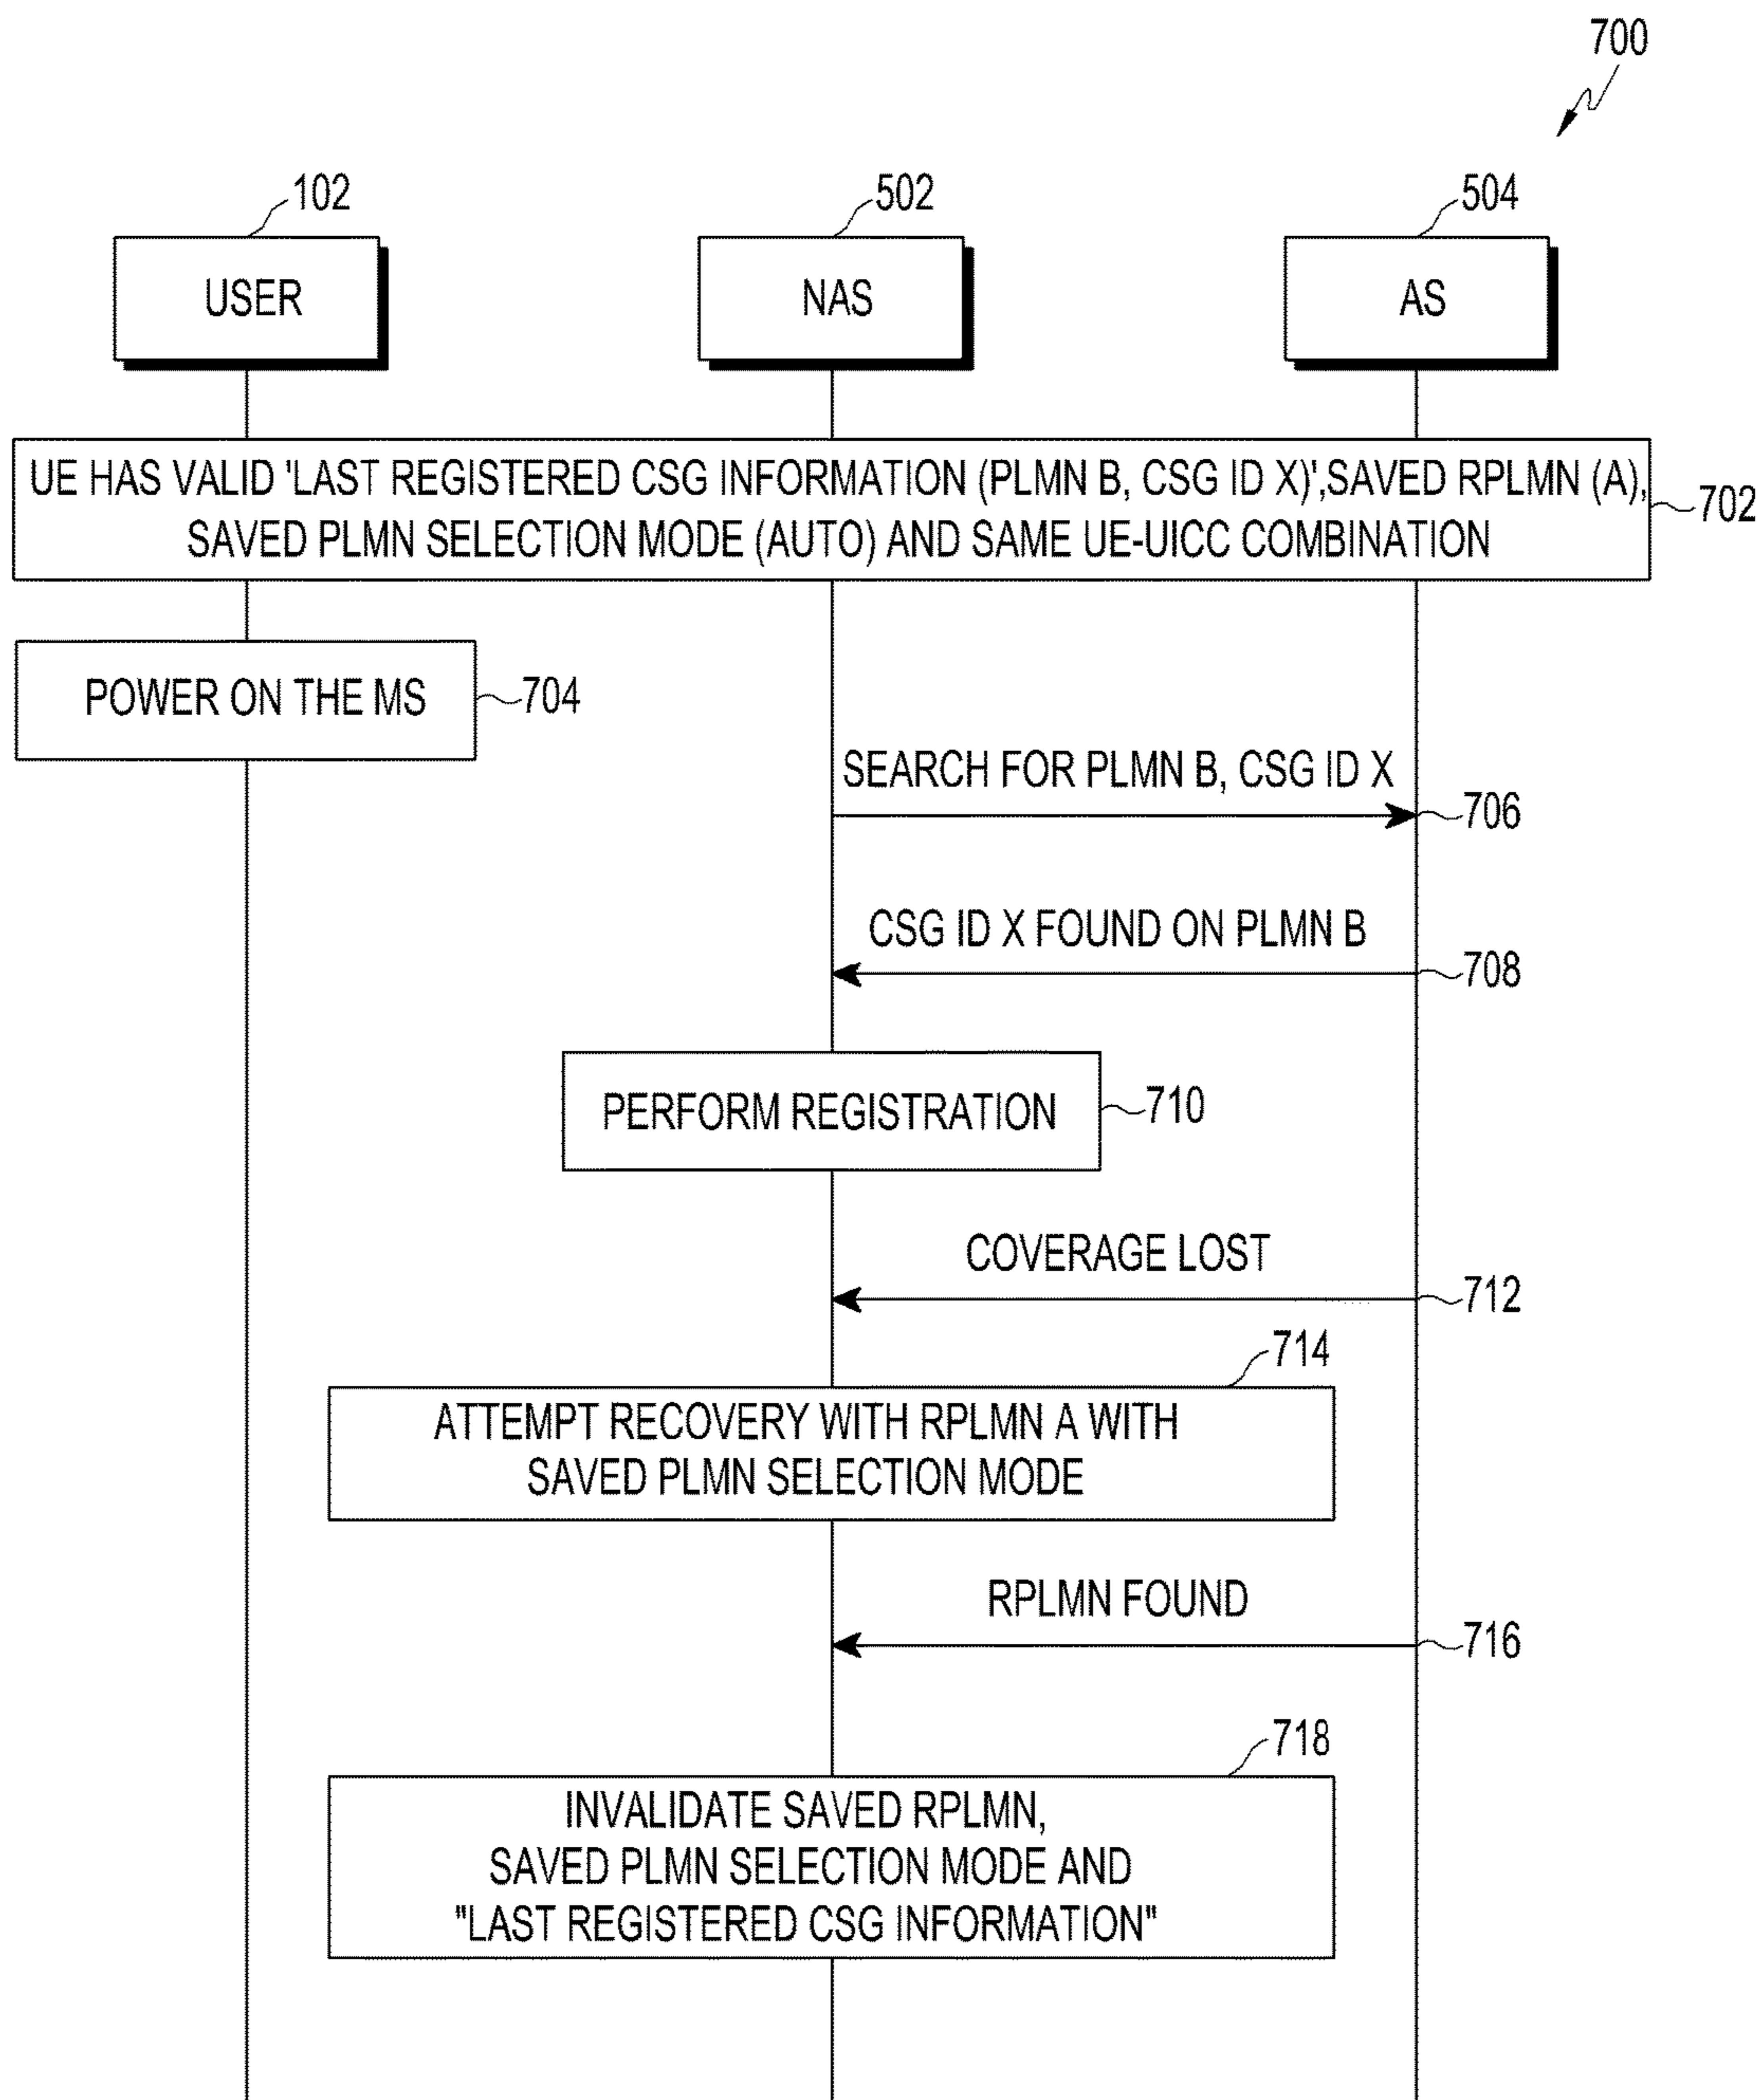 700
102
502
504
USER
NAS
AS
UE HAS VALID 'LAST REGISTERED CSG INFORMATION (PLMN B, CSG ID X)',SAVED RPLMN (A),
SAVED PLMN SELECTION MODE (AUTO) AND SAME UE-UICC COMBINATION
702
POWER ON THE MS
704
SEARCH FOR PLMN B, CSG ID X
706
CSG ID X FOUND ON PLMN B
708
PERFORM REGISTRATION
710
COVERAGE LOST
712
714
ATTEMPT RECOVERY WITH RPLMN A WITH
SAVED PLMN SELECTION MODE
RPLMN FOUND
716
718
INVALIDATE SAVED RPLMN,
SAVED PLMN SELECTION MODE AND
"LAST REGISTERED CSG INFORMATION"